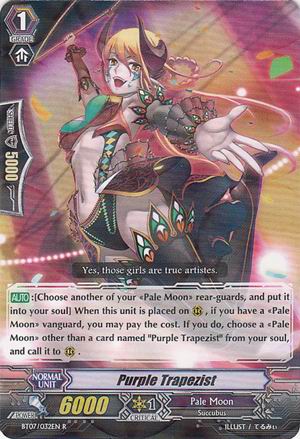 1
GRADE
5000
SHIELD
Yes, those girls are true artistes.
AUTO :[Choose another of your «Pale Moon» rear-guards, and put it
into your soul] When this unit is placed on R, if you have a «Pale
Moon» vanguard, you may pay the cost. If you do, choose a «Pale
Moon» other than a card named "Purple Trapezist" from your
soul, and call it to R.
NORMAL
UNIT
Purple Trapezist
POWER
6000
1
CRITICAL
Pale Moon
Succubus
BT07/032EN R
ILLUST / てるみぃ